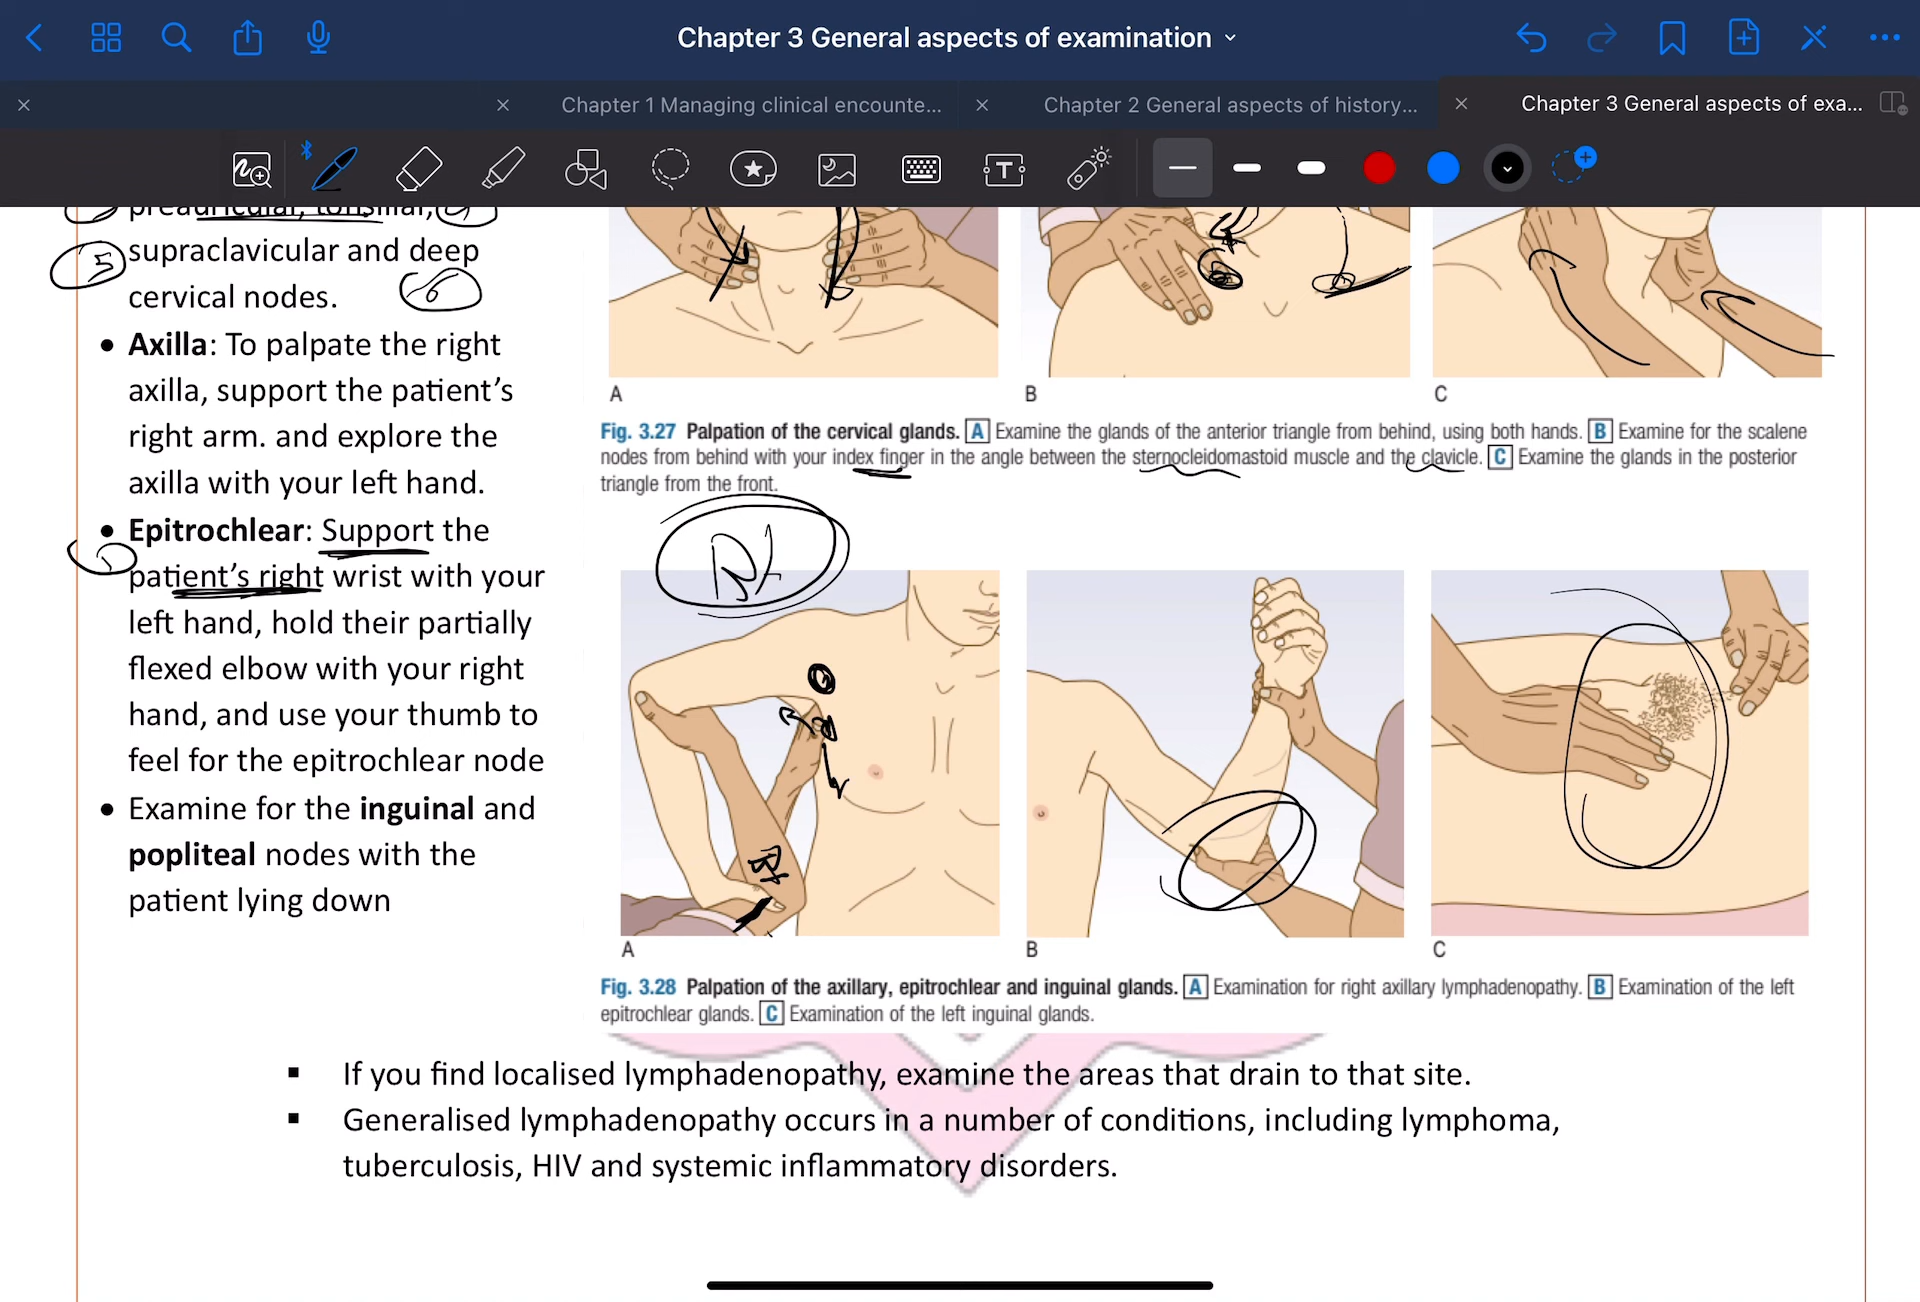 Chapter 3 General aspects of examination
Chapter 1 Managing clinical encounte...
Chapter 2 General aspects of history...
Chapter 3 General aspects of exa...
preauricular, tonsillar,
supraclavicular and deep
cervical nodes.
5
6
• Axilla: To palpate the right
axilla, support the patient's
right arm. and explore the
axilla with your left hand.
• Epitrochlear: Support the
patient's right wrist with your
left hand, hold their partially
flexed elbow with your right
hand, and use your thumb to
feel for the epitrochlear node
• Examine for the inguinal and
popliteal nodes with the
patient lying down
A
B
C
Fig. 3.27 Palpation of the cervical glands. A Examine the glands of the anterior triangle from behind, using both hands. B Examine for the scalene
nodes from behind with your index finger in the angle between the sternocleidomastoid muscle and the clavicle. C Examine the glands in the posterior
triangle from the front.
Rt
A
B
C
Fig. 3.28 Palpation of the axillary, epitrochlear and inguinal glands. A Examination for right axillary lymphadenopathy. B Examination of the left
epitrochlear glands. C Examination of the left inguinal glands.
▪ If you find localised lymphadenopathy, examine the areas that drain to that site.
▪ Generalised lymphadenopathy occurs in a number of conditions, including lymphoma,
tuberculosis, HIV and systemic inflammatory disorders.